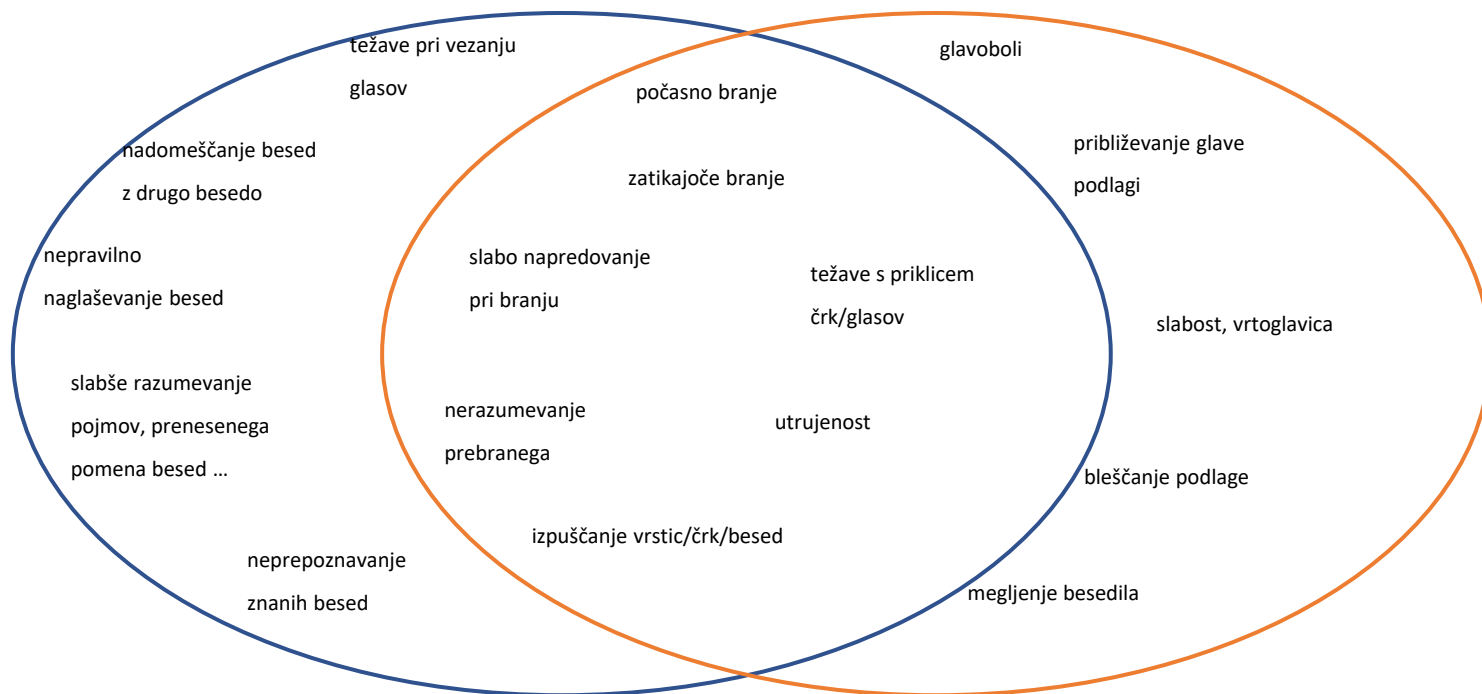 težave pri vezanju
glasov
nadomeščanje besed
z drugo besedo
nepravilno
naglaševanje besed
slabše razumevanje
pojmov, prenesenega
pomena besed …
neprepoznavanje
znanih besed
počasno branje
zatikajoče branje
slabo napredovanje
pri branju
težave s priklicem
črk/glasov
nerazumevanje
prebranega
utrujenost
izpuščanje vrstic/črk/besed
glavoboli
približevanje glave
podlagi
slabost, vrtoglavica
bleščanje podlage
megljenje besedila